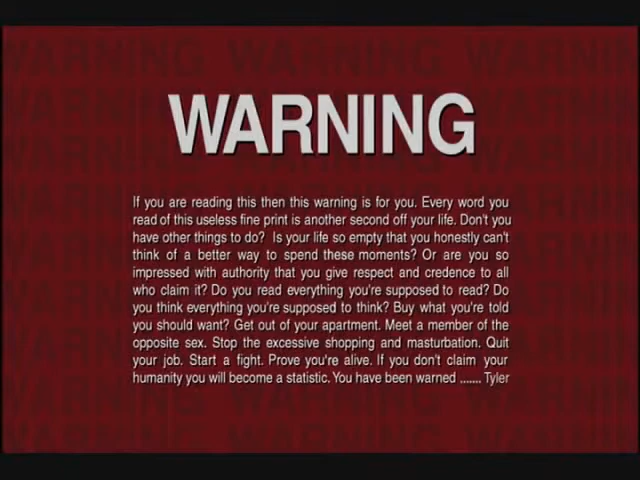 WARNING
If you are reading this then this warning is for you. Every word you
read of this useless fine print is another second off your life. Don't you
have other things to do? Is your life so empty that you honestly can't
think of a better way to spend these moments? Or are you so
impressed with authority that you give respect and credence to all
who claim it? Do you read everything you're supposed to read? Do
you think everything you're supposed to think? Buy what you're told
you should want? Get out of your apartment. Meet a member of the
opposite sex. Stop the excessive shopping and masturbation. Quit
your job. Start a fight. Prove you're alive. If you don't claim your
humanity you will become a statistic. You have been warned ....... Tyler